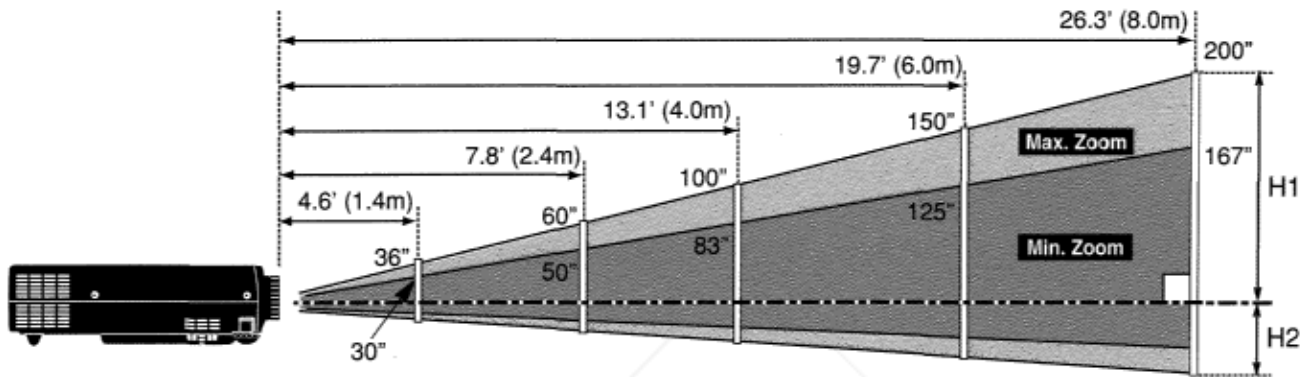 26.3’ (8.0m)
200”
19.7’ (6.0m)
13.1’ (4.0m)
150”
Max. Zoom
7.8’ (2.4m)
100”
167”
4.6’ (1.4m)
60”
H1
125”
36”
83”
Min. Zoom
50”
30”
H2